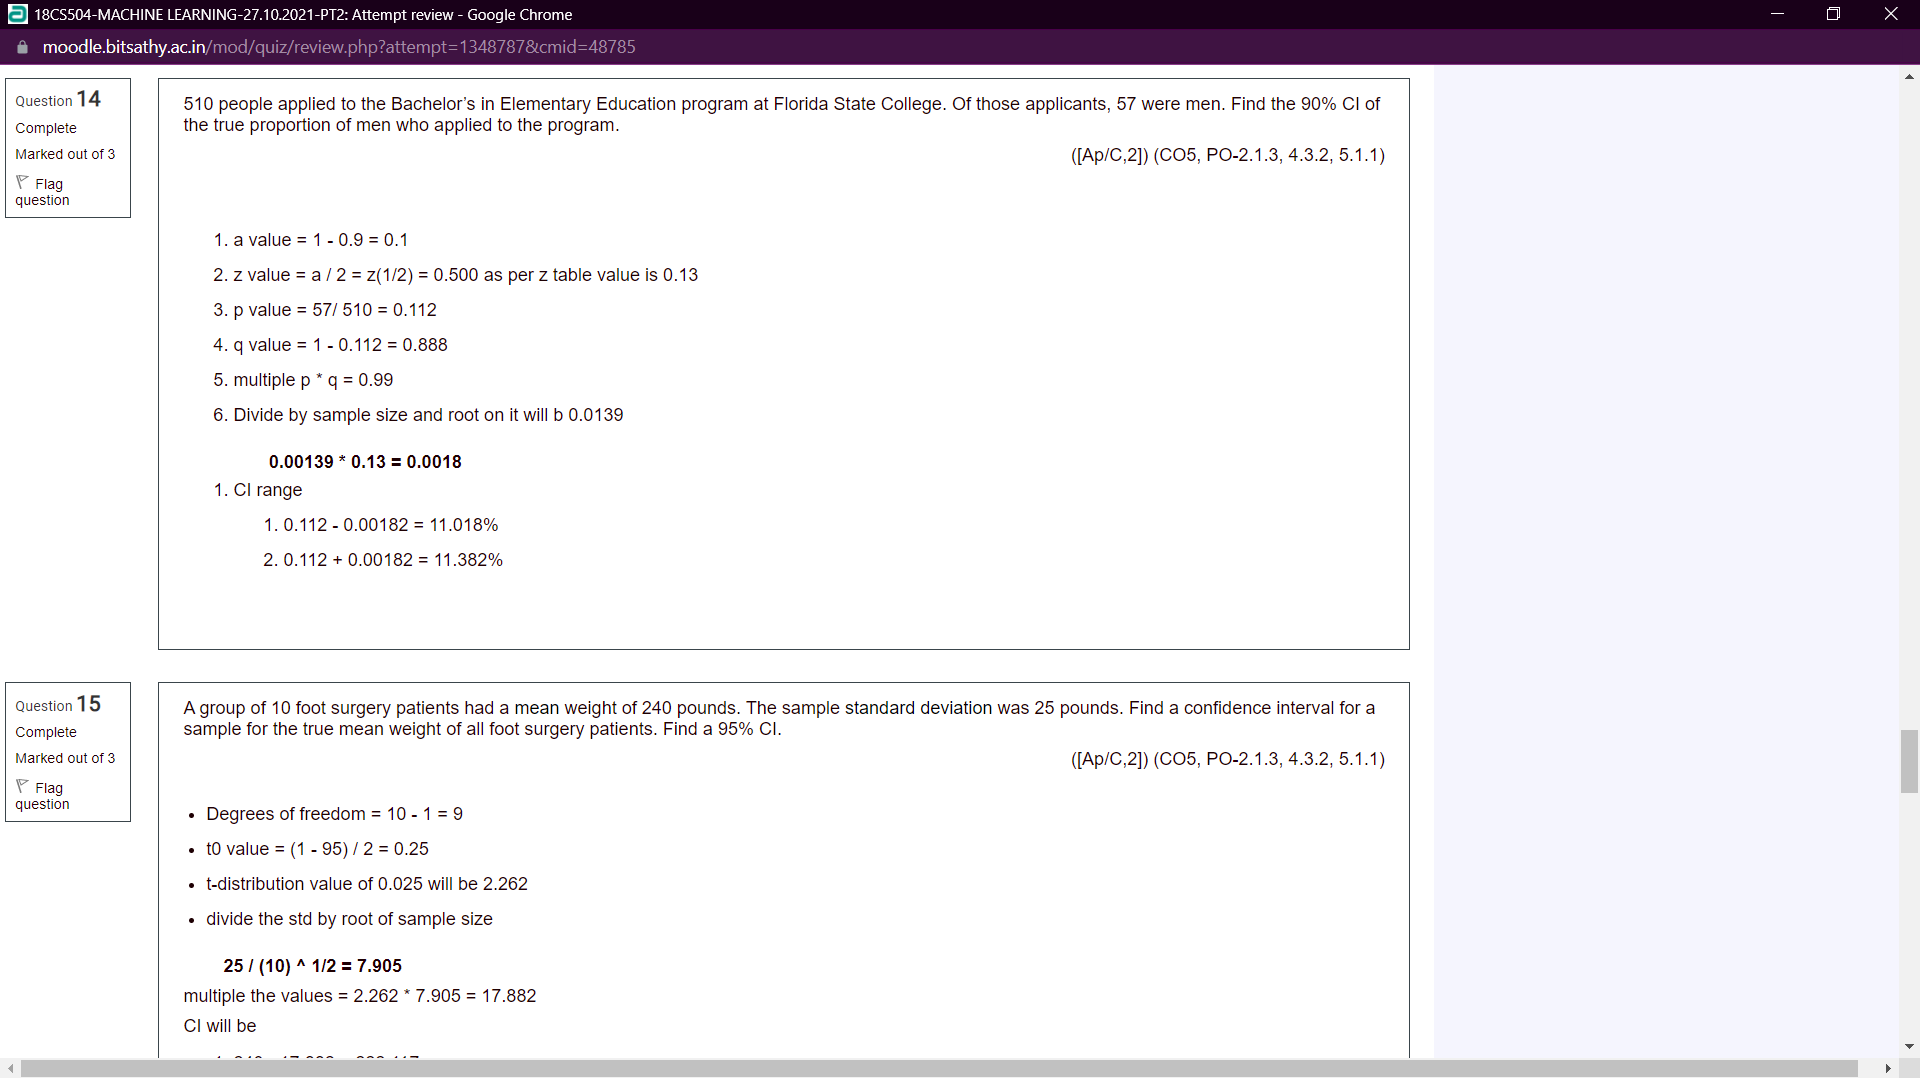 18CS504-MACHINE LEARNING-27.10.2021-PT2: Attempt review - Google Chrome
moodle.bitsathy.ac.in/mod/quiz/review.php?attempt=1348787&cmid=48785
Question 14
Complete
Marked out of 3
Flag
question
510 people applied to the Bachelor's in Elementary Education program at Florida State College. Of those applicants, 57 were men. Find the 90% CI of
the true proportion of men who applied to the program.
([Ap/C,2]) (CO5, PO-2.1.3, 4.3.2, 5.1.1)
1. a value = 1 - 0.9 = 0.1
2. z value = a / 2 = z(1/2) = 0.500 as per z table value is 0.13
3. p value = 57/ 510 = 0.112
4. q value = 1 - 0.112 = 0.888
5. multiple p * q = 0.99
6. Divide by sample size and root on it will b 0.0139
0.00139 * 0.13 = 0.0018
1. CI range
1. 0.112 - 0.00182 = 11.018%
2. 0.112 + 0.00182 = 11.382%
Question 15
Complete
Marked out of 3
Flag
question
A group of 10 foot surgery patients had a mean weight of 240 pounds. The sample standard deviation was 25 pounds. Find a confidence interval for a
sample for the true mean weight of all foot surgery patients. Find a 95% CI.
([Ap/C,2]) (CO5, PO-2.1.3, 4.3.2, 5.1.1)
• Degrees of freedom = 10 - 1 = 9
• t0 value = (1 - 95) / 2 = 0.25
• t-distribution value of 0.025 will be 2.262
• divide the std by root of sample size
25 / (10) ^ 1/2 = 7.905
multiple the values = 2.262 * 7.905 = 17.882
CI will be